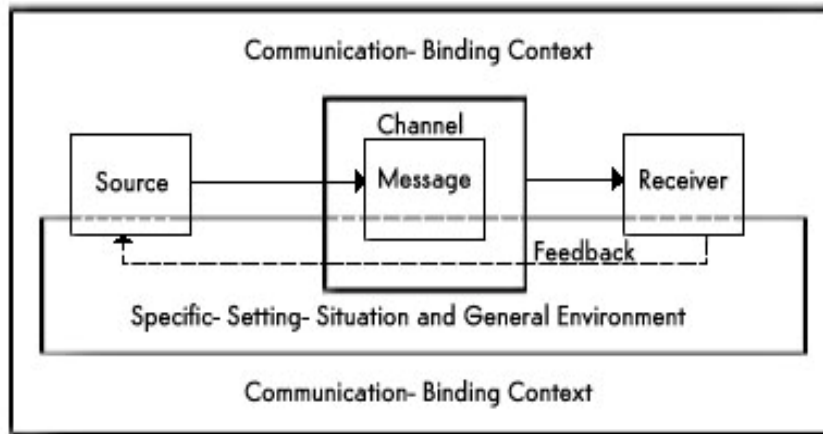 Communication- Binding Context
Channel
Source
Message
Receiver
Feedback
Specific- Setting- Situation and General Environment
Communication- Binding Context